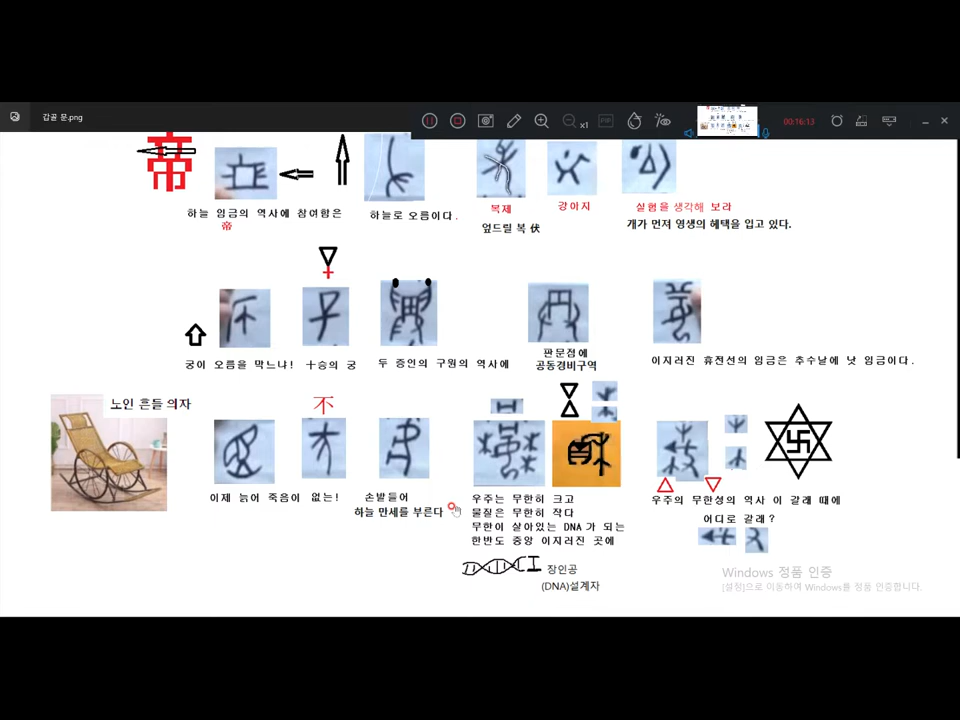 갑골 문.png
x1
00:16:13
帝
하늘 임금의 역사에 참여함은
帝
하늘로 오름이다.
복제
엎드릴 복 伏
강이지
실험을 생각해 보라
개가 먼져 영생의 혜택을 입고 있다.
궁이 오름을 막느냐!
十승의 궁
두 증인의 구원의 역사에
판문점에
공동경비구역
이지러진 휴전선의 임금은 추수날에 낫 임금이다.
노인 흔들 의자
不
이제 늙어 죽음이 없는!
손발들어
하늘 만세를 부른다
우주는 무한히 크고
물질은 무한히 작다
무한이 살아있는 DNA 가 되는
한반도 중앙 이지러진 곳에
장인공
(DNA)설계자
우주의 무한성의 역사 이 갈래 때에
어디로 갈래?
卐
Windows 정품 인증
[설정]으로 이동하여 Windows를 정품 인증합니다.